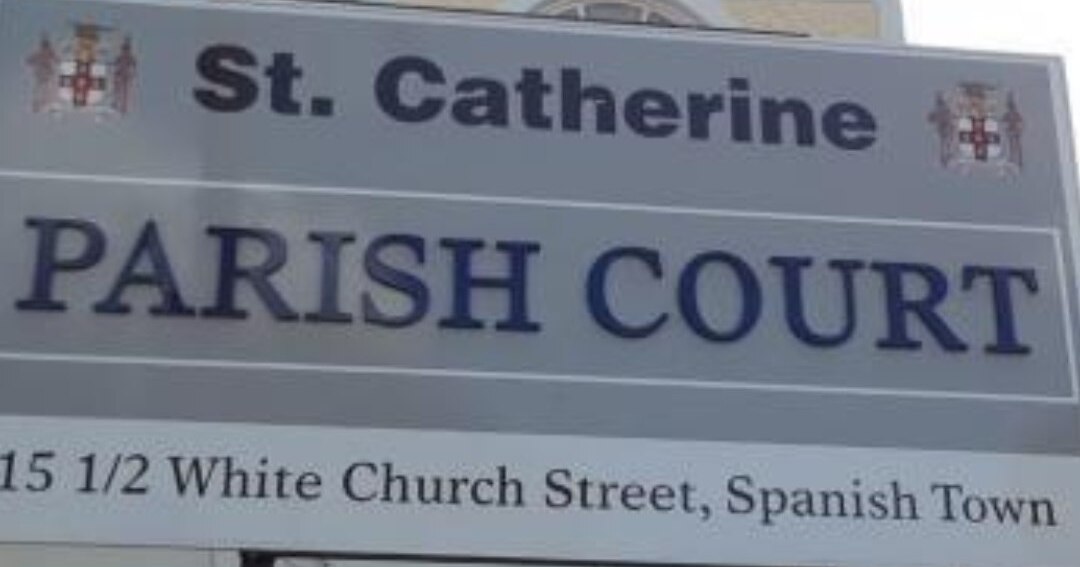 St. Catherine
PARISH COURT
15 1/2 White Church Street, Spanish Town